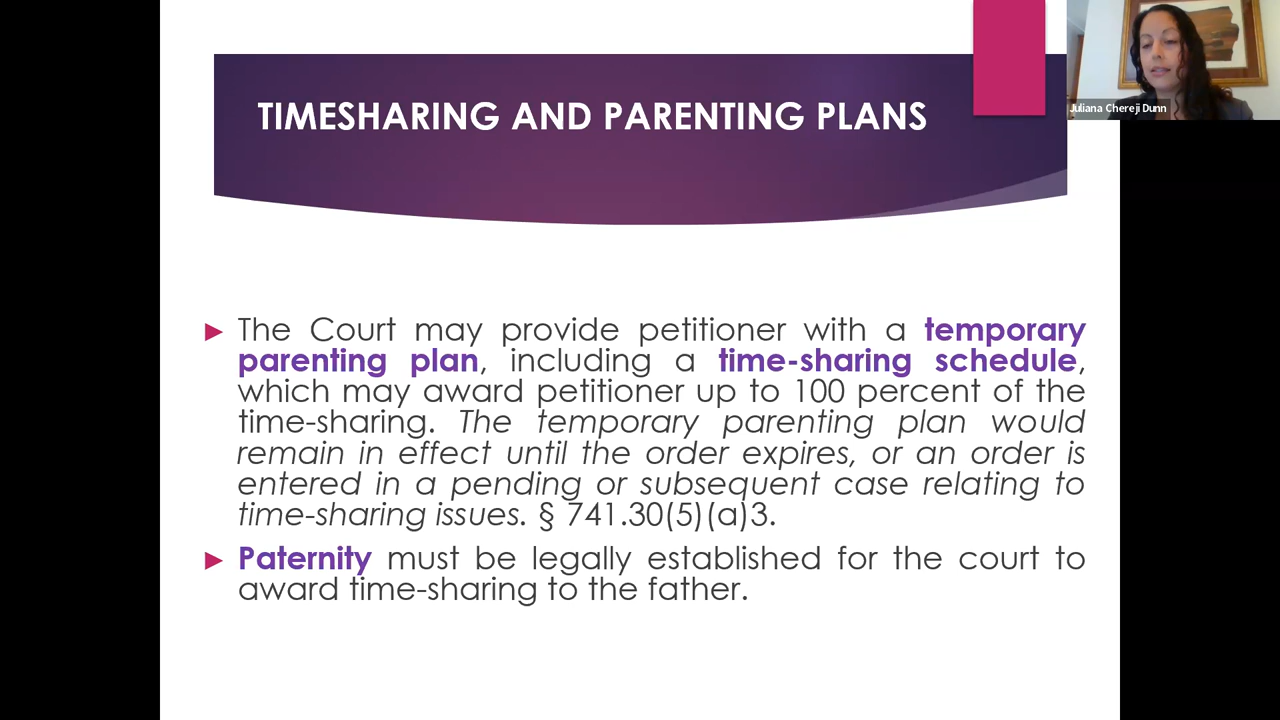 TIMESHARING AND PARENTING PLANS
Juliana Chereji Dunn
► The Court may provide petitioner with a temporary
parenting plan, including a time-sharing schedule,
which may award petitioner up to 100 percent of the
time-sharing. The temporary parenting plan would
remain in effect until the order expires, or an order is
entered in a pending or subsequent case relating to
time-sharing issues. § 741.30(5)(a)3.
► Paternity must be legally established for the court to
award time-sharing to the father.